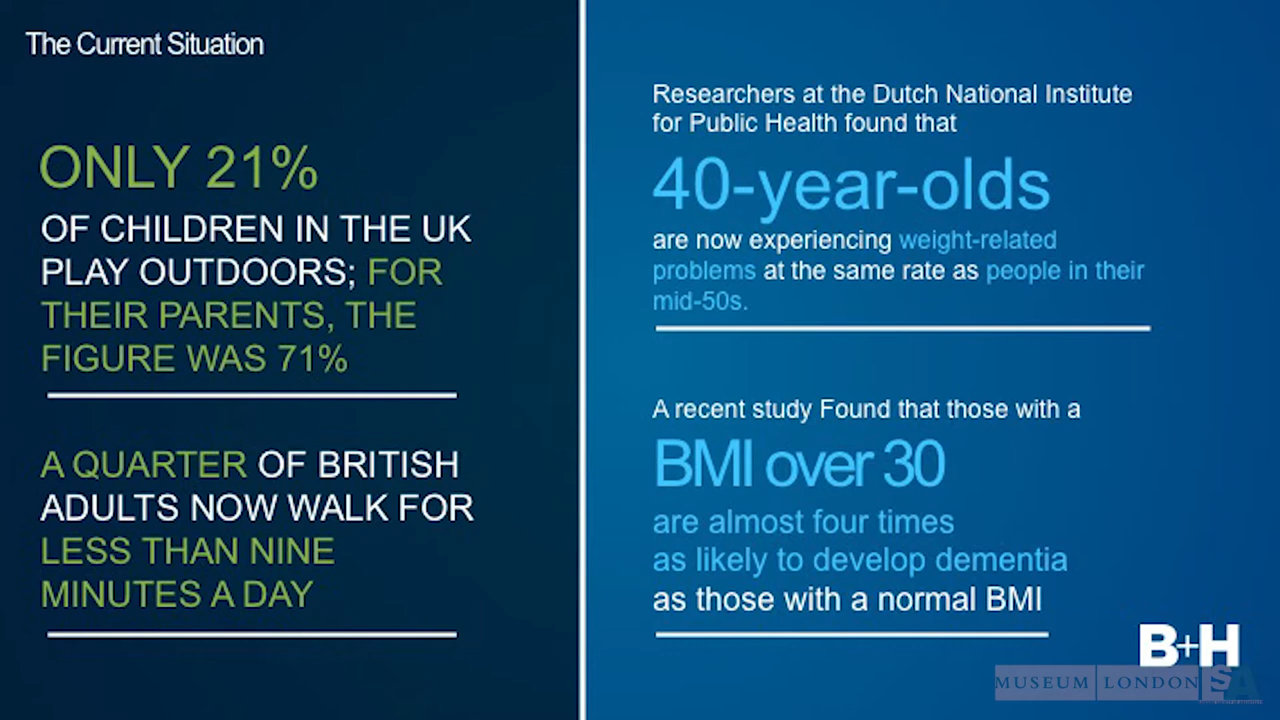 The Current Situation
ONLY 21%
OF CHILDREN IN THE UK
PLAY OUTDOORS; FOR
THEIR PARENTS, THE
FIGURE WAS 71%
A QUARTER OF BRITISH
ADULTS NOW WALK FOR
LESS THAN NINE
MINUTES A DAY
Researchers at the Dutch National Institute
for Public Health found that
40-year-olds
are now experiencing weight-related
problems at the same rate as people in their
mid-50s.
A recent study Found that those with a
BMI over 30
are almost four times
as likely to develop dementia
as those with a normal BMI
B+H
MUSEUM LONDON SA